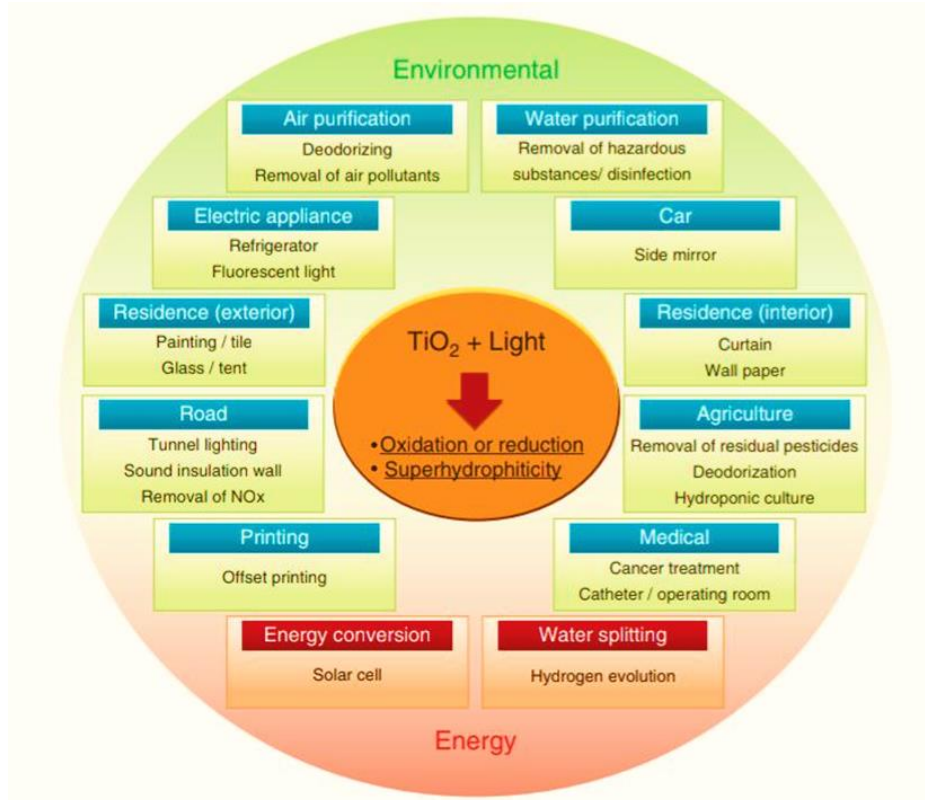 Environmental
Air purification
Deodorizing
Removal of air pollutants
Water purification
Removal of hazardous
substances/ disinfection
Electric appliance
Refrigerator
Fluorescent light
Car
Side mirror
Residence (exterior)
Painting / tile
Glass / tent
TiO₂ + Light
•Oxidation or reduction
• Superhydrophiticity
Residence (interior)
Curtain
Wall paper
Road
Tunnel lighting
Sound insulation wall
Removal of NOx
Agriculture
Removal of residual pesticides
Deodorization
Hydroponic culture
Printing
Offset printing
Medical
Cancer treatment
Catheter / operating room
Energy conversion
Solar cell
Water splitting
Hydrogen evolution
Energy